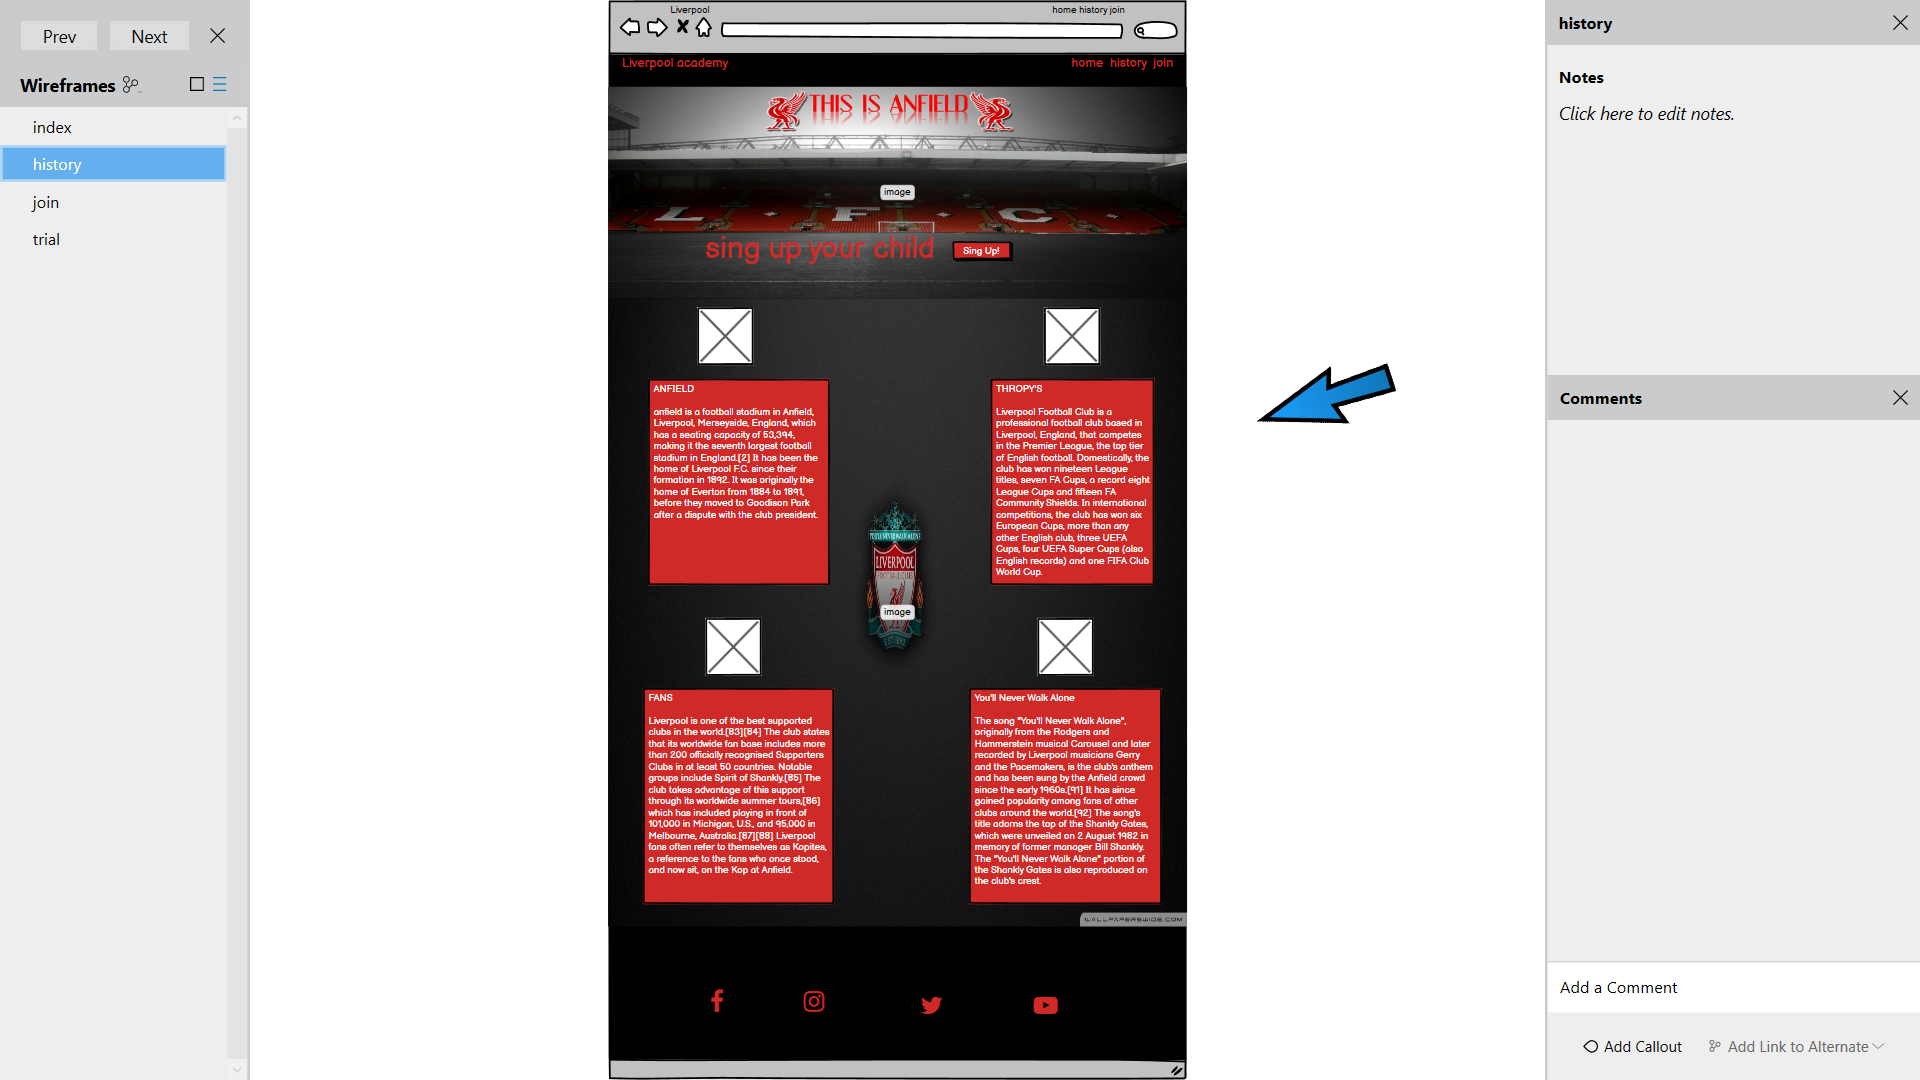 Prev
Next
Wireframes
index
history
join
trial
Liverpool
home history join
Liverpool academy
home history join
THIS IS ANFIELD
image
L · F · C ·
sing up your child
Sing Up!
ANFIELD
anfield is a football stadium in Anfield,
Liverpool, Merseyside, England, which
has a seating capacity of 53,394,
making it the seventh largest football
stadium in England.[2] It has been the
home of Liverpool F.C. since their
formation in 1892. It was originally the
home of Everton from 1884 to 1891,
before they moved to Goodison Park
after a dispute with the club president.
THROPY'S
Liverpool Football Club is a
professional football club based in
Liverpool, England, that competes
in the Premier League, the top tier
of English football. Domestically, the
club has won nineteen League
titles, seven FA Cups, a record eight
League Cups and fifteen FA
Community Shields. In international
competitions, the club has won six
European Cups, more than any
other English club, three UEFA
Cups, four UEFA Super Cups (also
English records) and one FIFA Club
World Cup.
YOU'LL NEVER WALK ALONE
LIVERPOOL
FOOTBALL CLUB
image
EST·1892
FANS
Liverpool is one of the best supported
clubs in the world.[83][84] The club states
that its worldwide fan base includes more
than 200 officially recognised Supporters
Clubs in at least 50 countries. Notable
groups include Spirit of Shankly.[85] The
club takes advantage of this support
through its worldwide summer tours,[86]
which has included playing in front of
101,000 in Michigan, U.S., and 95,000 in
Melbourne, Australia.[87][88] Liverpool
fans often refer to themselves as Kopites,
a reference to the fans who once stood,
and now sit, on the Kop at Anfield.
You'll Never Walk Alone
The song "You'll Never Walk Alone",
originally from the Rodgers and
Hammerstein musical Carousel and later
recorded by Liverpool musicians Gerry
and the Pacemakers, is the club's anthem
and has been sung by the Anfield crowd
since the early 1960s.[91] It has since
gained popularity among fans of other
clubs around the world.[92] The song's
title adorns the top of the Shankly Gates,
which were unveiled on 2 August 1982 in
memory of former manager Bill Shankly.
The "You'll Never Walk Alone" portion of
the Shankly Gates is also reproduced on
the club's crest.
WALLPAPERSWIDE.COM
history
Notes
Click here to edit notes.
Comments
Add a Comment
Add Callout
Add Link to Alternate